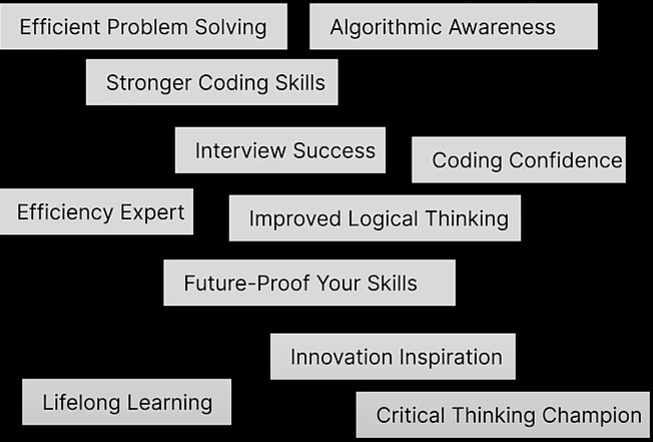 Efficient Problem Solving
Algorithmic Awareness
Stronger Coding Skills
Interview Success
Coding Confidence
Efficiency Expert
Improved Logical Thinking
Future-Proof Your Skills
Innovation Inspiration
Lifelong Learning
Critical Thinking Champion